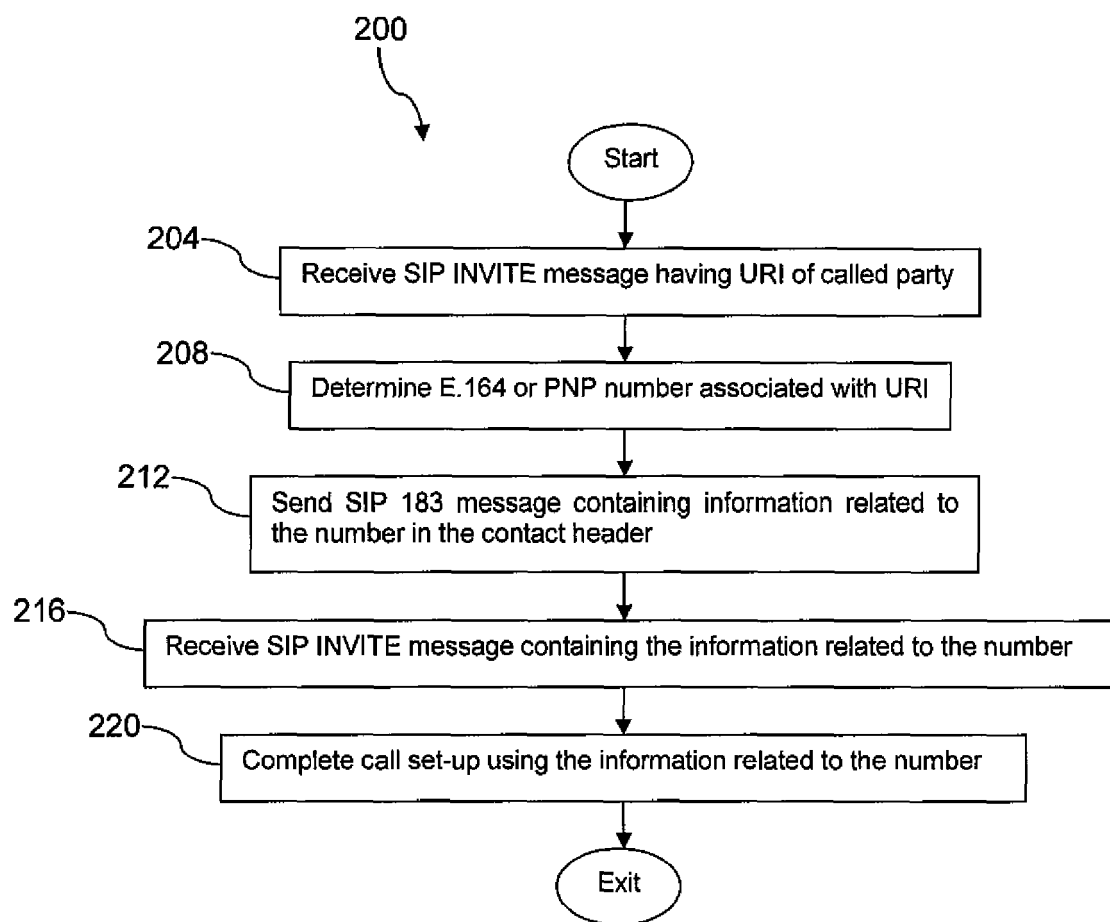 200
Start
204
Receive SIP INVITE message having URI of called party
208
Determine E.164 or PNP number associated with URI
212
Send SIP 183 message containing information related to
the number in the contact header
216
Receive SIP INVITE message containing the information related to the number
220
Complete call set-up using the information related to the number
Exit